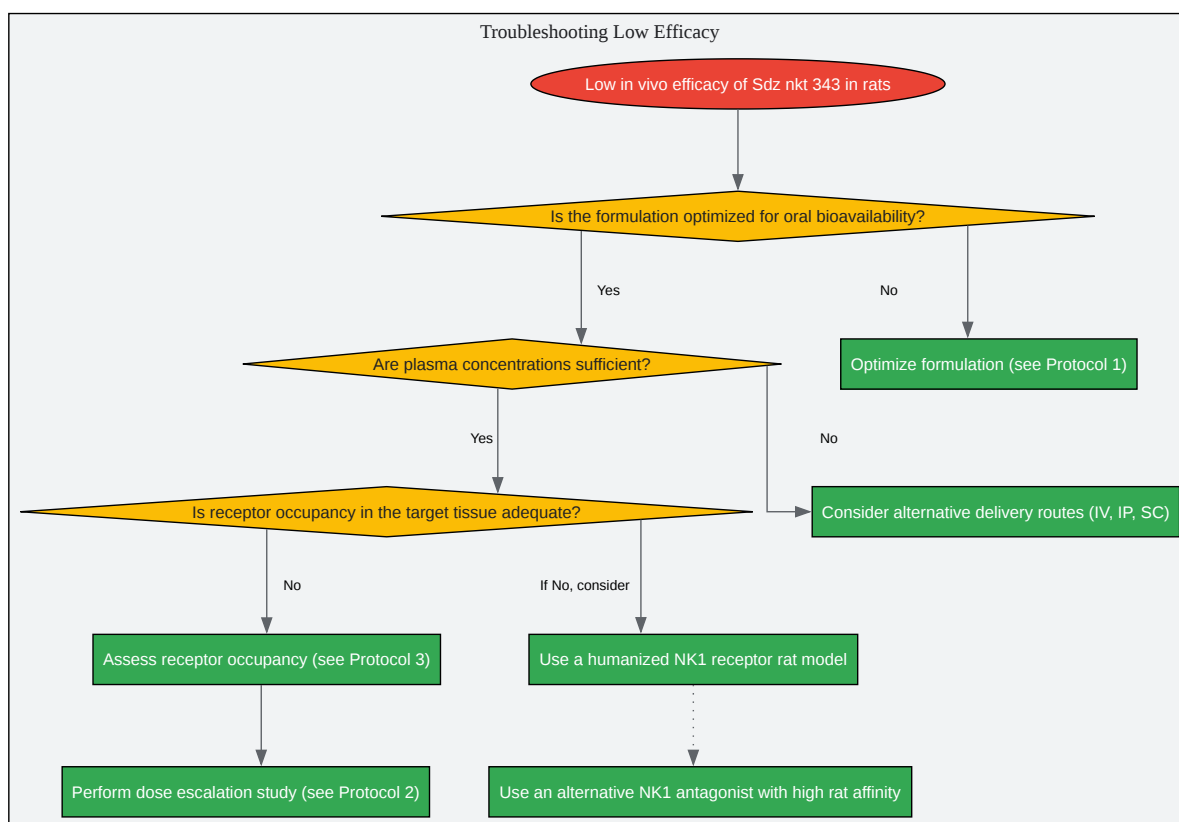 Troubleshooting Low Efficacy
Low in vivo efficacy of Sdz nkt 343 in rats
Is the formulation optimized for oral bioavailability?
Yes
No
Are plasma concentrations sufficient?
Optimize formulation (see Protocol 1)
Yes
No
Is receptor occupancy in the target tissue adequate?
Consider alternative delivery routes (IV, IP, SC)
No
If No, consider
Assess receptor occupancy (see Protocol 3)
Use a humanized NK1 receptor rat model
Perform dose escalation study (see Protocol 2)
Use an alternative NK1 antagonist with high rat affinity